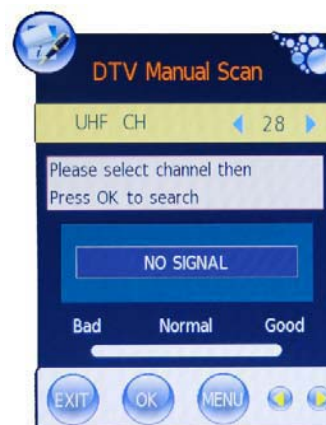 DTV Manual Scan
UHF CH 28
Please select channel then
Press OK to search
NO SIGNAL
Bad Normal Good
EXIT OK MENU